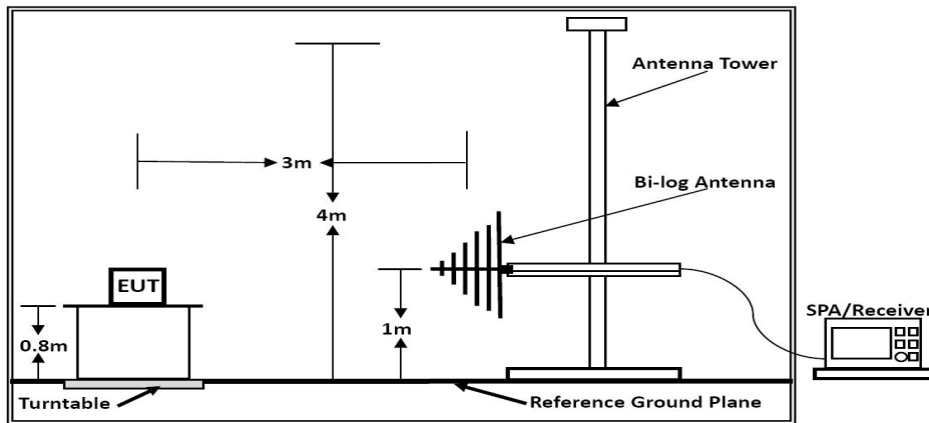 Antenna Tower
3m
Bi-log Antenna
4m
EUT
SPA/Receiver
1m
0.8m
Turntable
Reference Ground Plane